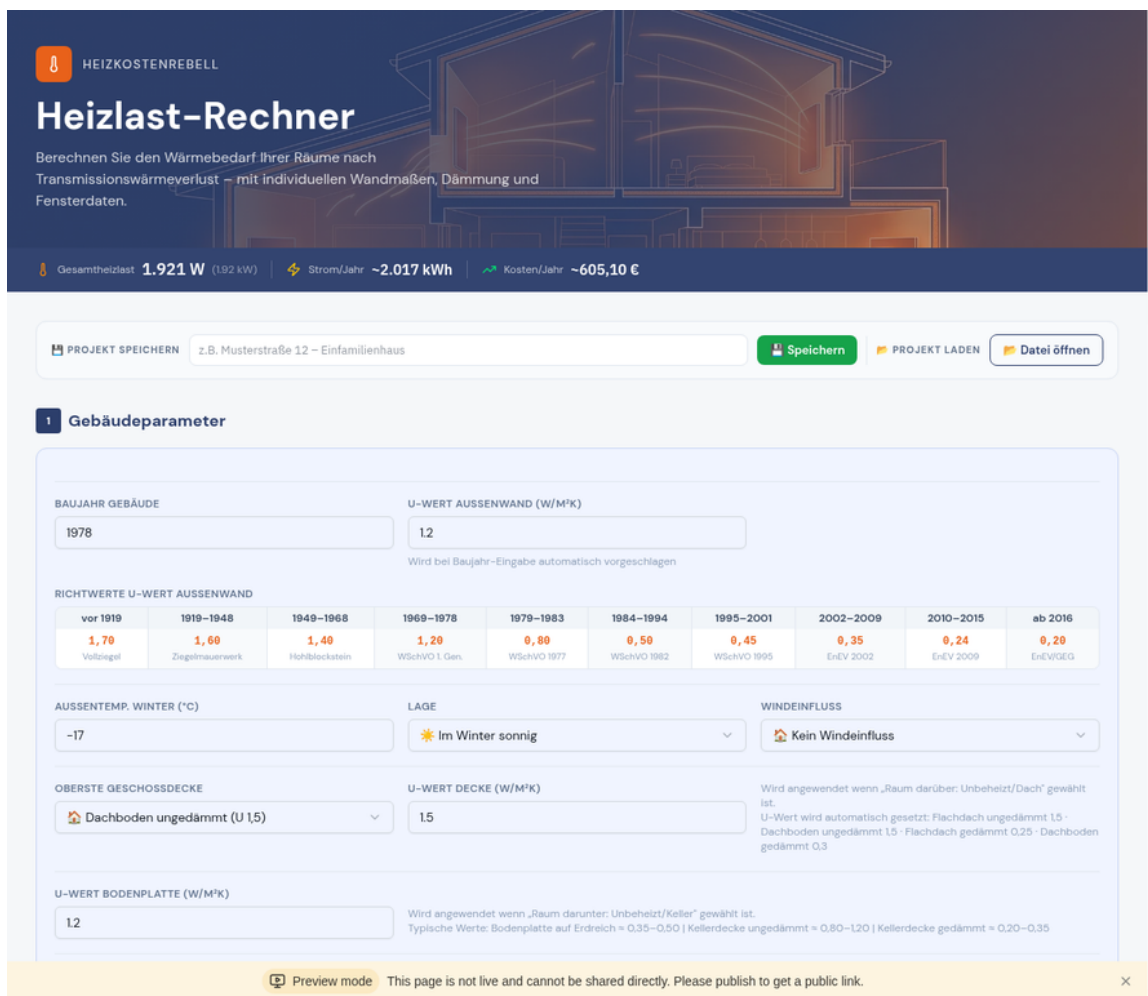 HEIZKOSTENREBELL
Heizlast-Rechner
Berechnen Sie den Wärmebedarf Ihrer Räume nach
Transmissionswärmeverlust – mit individuellen Wandmaßen, Dämmung und
Fensterdaten.
Gesamtheizlast 1.921 W (1.92 kW) Strom/Jahr ~2.017 kWh Kosten/Jahr ~605,10 €
PROJEKT SPEICHERN z.B. Musterstraße 12 – Einfamilienhaus Speichern PROJEKT LADEN Datei öffnen
1 Gebäudeparameter
BAUJAHR GEBÄUDE U-WERT AUSSENWAND (W/M²K)
1978 1.2
Wird bei Baujahr-Eingabe automatisch vorgeschlagen
RICHTWERTE U-WERT AUSSENWAND
vor 1919 1919–1948 1949–1968 1969–1978 1979–1983 1984–1994 1995–2001 2002–2009 2010–2015 ab 2016
1,70 1,60 1,40 1,20 0,80 0,50 0,45 0,35 0,24 0,20
Vollziegel Ziegelmauerwerk Hohlblockstein WSchVO 1. Gen. WSchVO 1977 WSchVO 1982 WSchVO 1995 EnEV 2002 EnEV 2009 EnEV/GEG
AUSSENTEMP. WINTER (°C) LAGE WINDEINFLUSS
-17 Im Winter sonnig Kein Windeinfluss
OBERSTE GESCHOSSDECKE U-WERT DECKE (W/M²K)
Dachboden ungedämmt (U 1,5) 1.5
Wird angewendet wenn „Raum darüber: Unbeheizt/Dach" gewählt
ist.
U-Wert wird automatisch gesetzt: Flachdach ungedämmt 1,5 ·
Dachboden ungedämmt 1,5 · Flachdach gedämmt 0,25 · Dachboden
gedämmt 0,3
U-WERT BODENPLATTE (W/M²K)
1.2
Wird angewendet wenn „Raum darunter: Unbeheizt/Keller" gewählt ist.
Typische Werte: Bodenplatte auf Erdreich ≈ 0,35–0,50 | Kellerdecke ungedämmt ≈ 0,80–1,20 | Kellerdecke gedämmt ≈ 0,20–0,35
Preview mode This page is not live and cannot be shared directly. Please publish to get a public link.